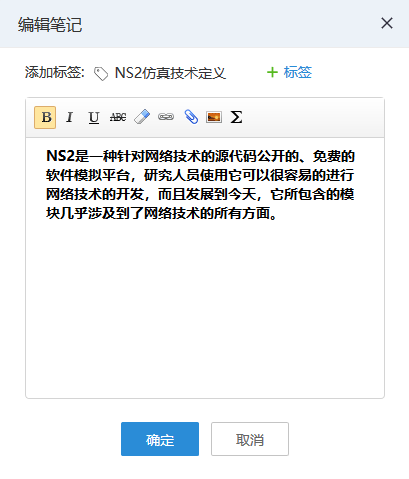 编辑笔记
添加标签: NS2仿真技术定义 + 标签
B I U ABC Σ
NS2是一种针对网络技术的源代码公开的、免费的
软件模拟平台，研究人员使用它可以很容易的进行
网络技术的开发，而且发展到今天，它所包含的模
块几乎涉及到了网络技术的所有方面。
确定 取消